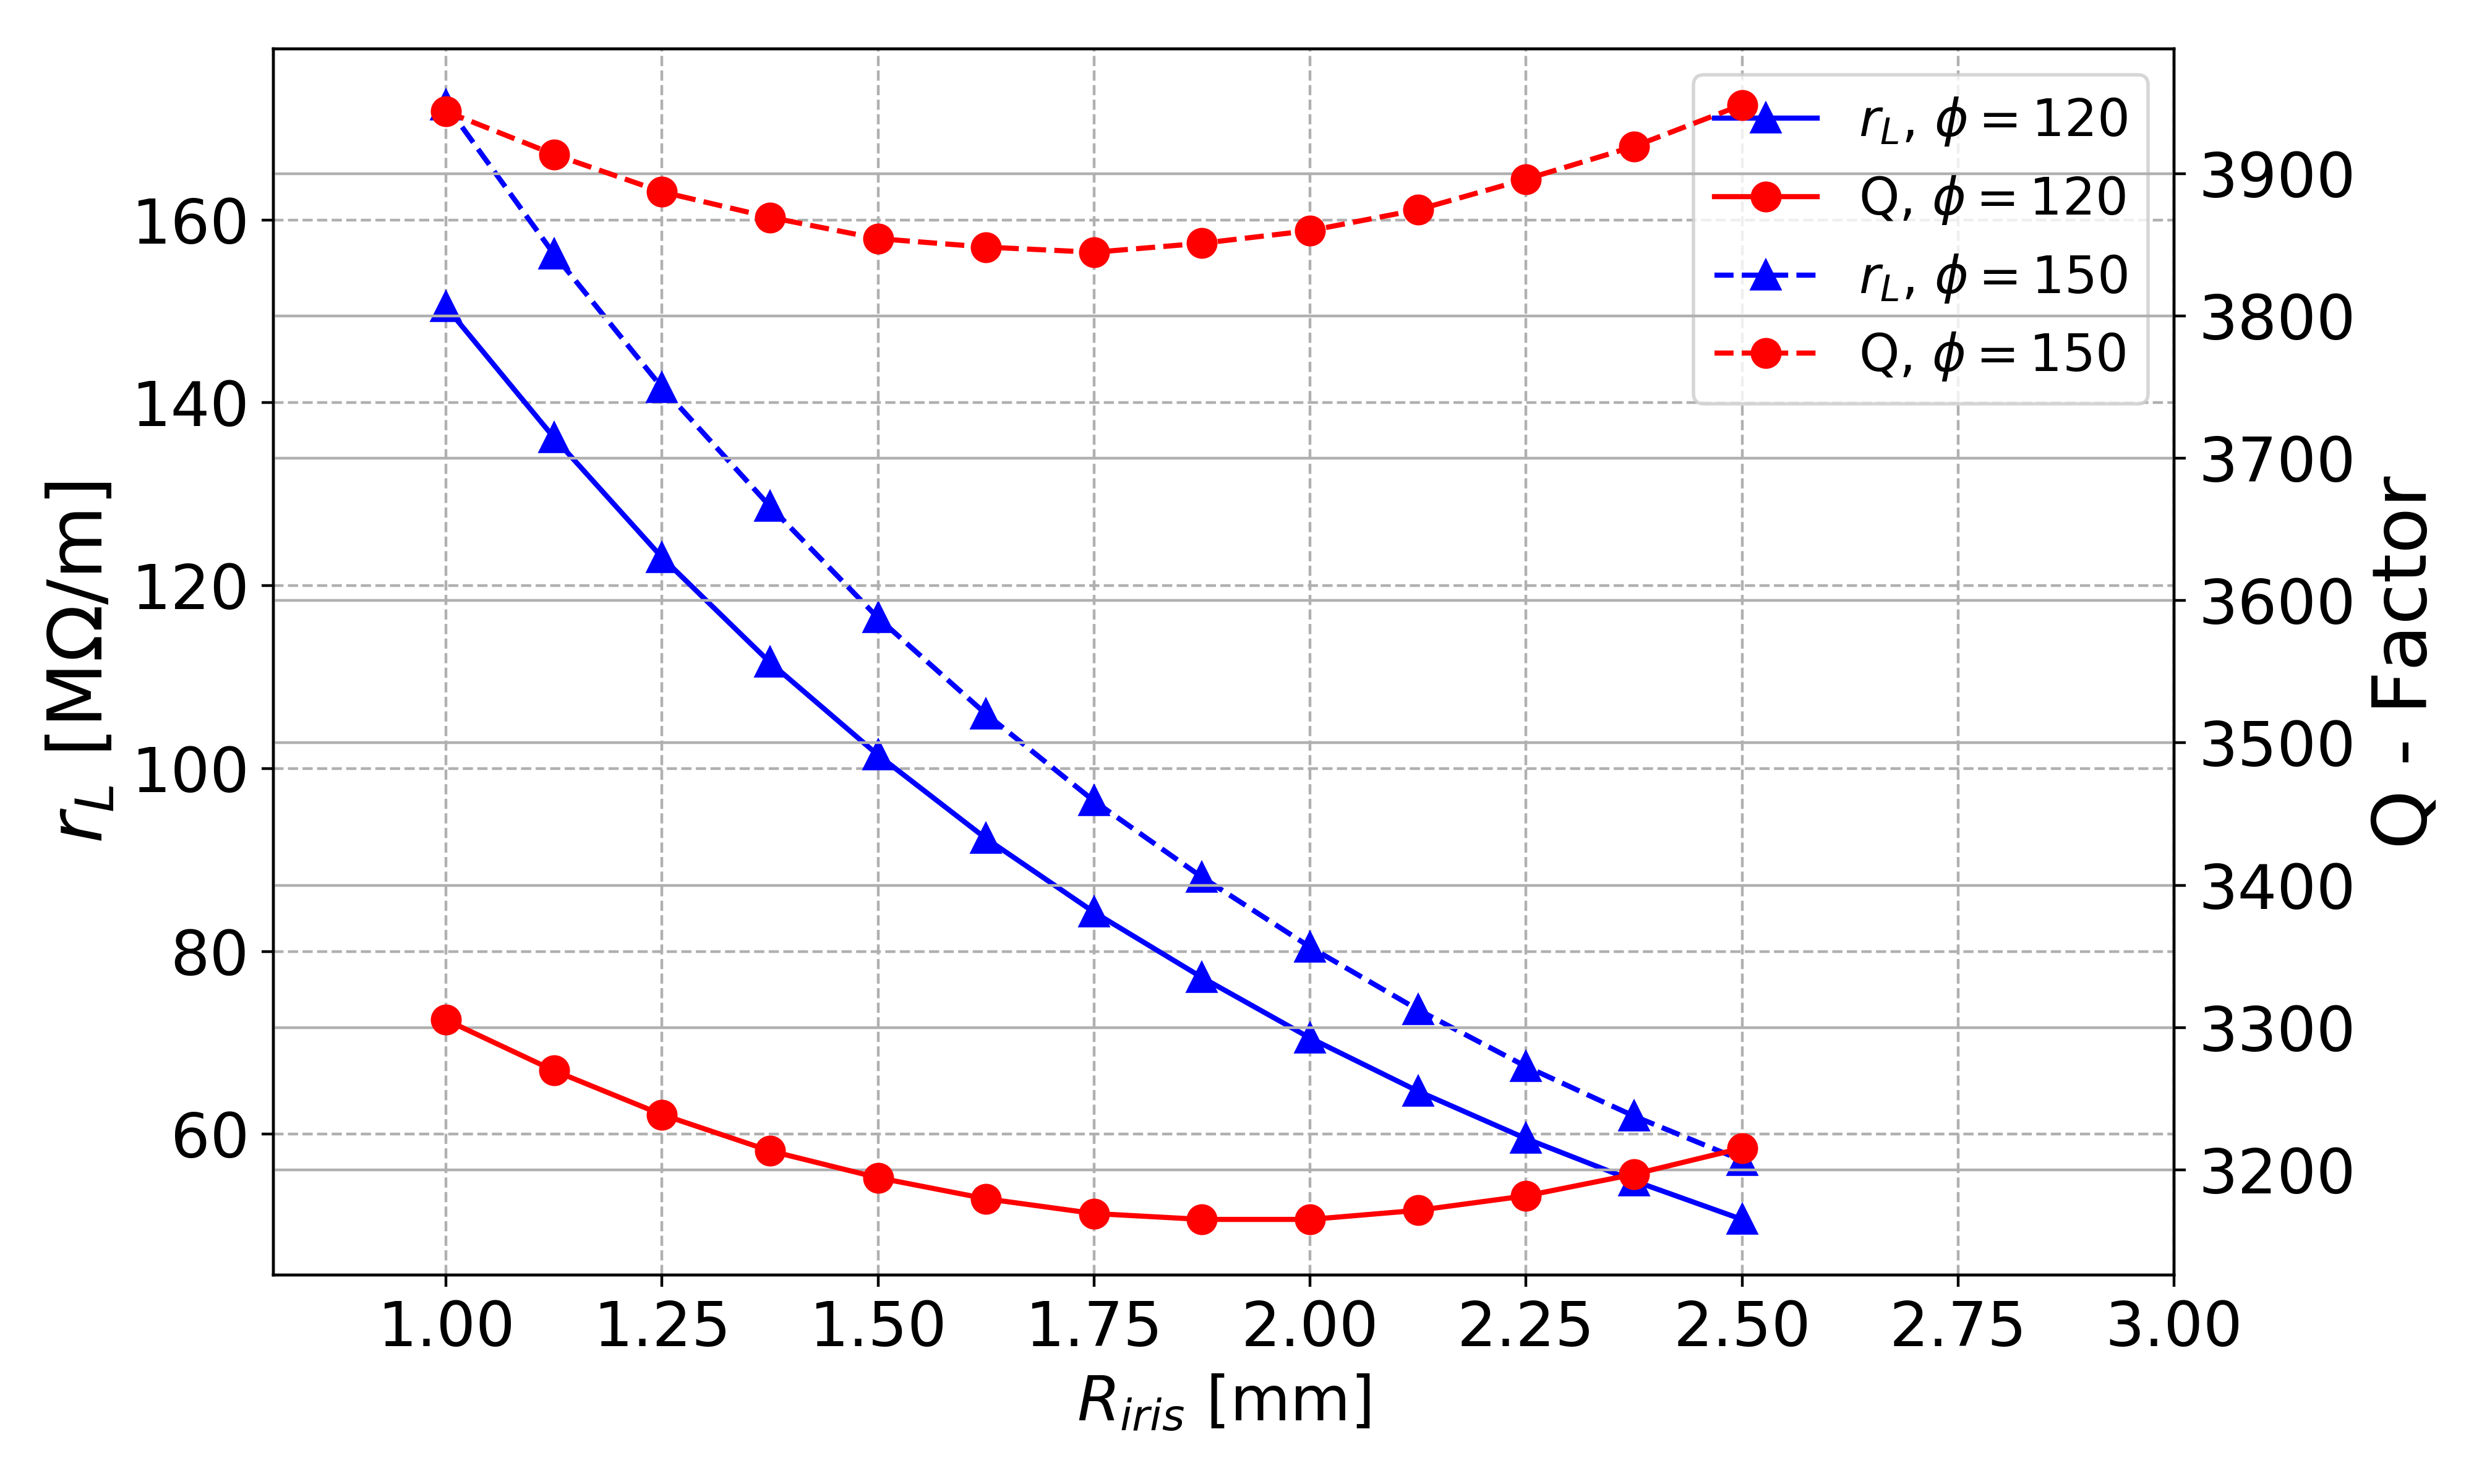 r_L, ϕ = 120
Q, ϕ = 120
r_L, ϕ = 150
Q, ϕ = 150
r_L [MΩ/m]
160
140
120
100
80
60
3900
3800
3700
3600
3500
3400
3300
3200
Q - Factor
1.00 1.25 1.50 1.75 2.00 2.25 2.50 2.75 3.00
R_iris [mm]